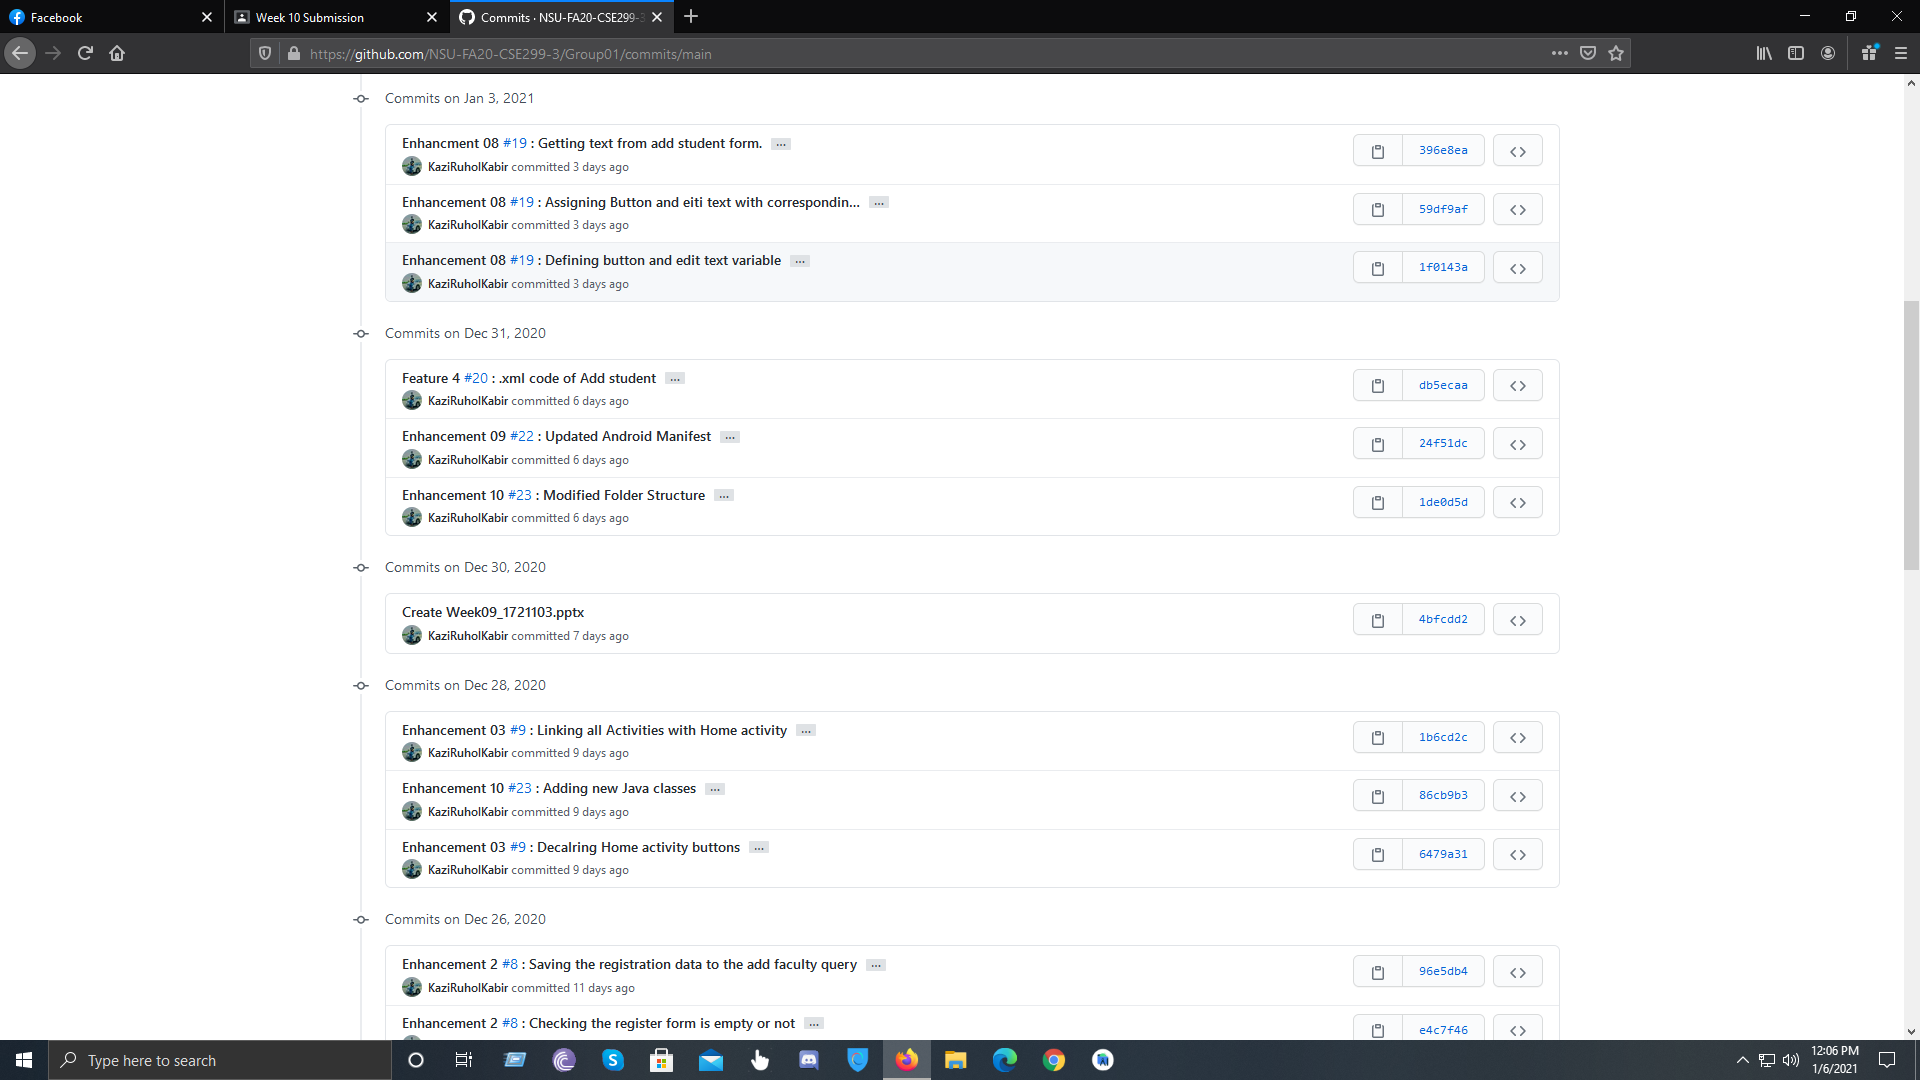 Facebook
Week 10 Submission
Commits · NSU-FA20-CSE299-3
https://github.com/NSU-FA20-CSE299-3/Group01/commits/main
Commits on Jan 3, 2021
Enhancment 08 #19 : Getting text from add student form. ...
396e8ea
KaziRuholKabir committed 3 days ago
Enhancement 08 #19 : Assigning Button and eiti text with correspondin... ...
59df9af
KaziRuholKabir committed 3 days ago
Enhancement 08 #19 : Defining button and edit text variable ...
1f0143a
KaziRuholKabir committed 3 days ago
Commits on Dec 31, 2020
Feature 4 #20 : .xml code of Add student ...
db5ecaa
KaziRuholKabir committed 6 days ago
Enhancement 09 #22 : Updated Android Manifest ...
24f51dc
KaziRuholKabir committed 6 days ago
Enhancement 10 #23 : Modified Folder Structure ...
1de0d5d
KaziRuholKabir committed 6 days ago
Commits on Dec 30, 2020
Create Week09_1721103.pptx
4bfcdd2
KaziRuholKabir committed 7 days ago
Commits on Dec 28, 2020
Enhancement 03 #9 : Linking all Activities with Home activity ...
1b6cd2c
KaziRuholKabir committed 9 days ago
Enhancement 10 #23 : Adding new Java classes ...
86cb9b3
KaziRuholKabir committed 9 days ago
Enhancement 03 #9 : Decalring Home activity buttons ...
6479a31
KaziRuholKabir committed 9 days ago
Commits on Dec 26, 2020
Enhancement 2 #8 : Saving the registration data to the add faculty query ...
96e5db4
KaziRuholKabir committed 11 days ago
Enhancement 2 #8 : Checking the register form is empty or not ...
e4c7f46
Type here to search
12:06 PM
1/6/2021